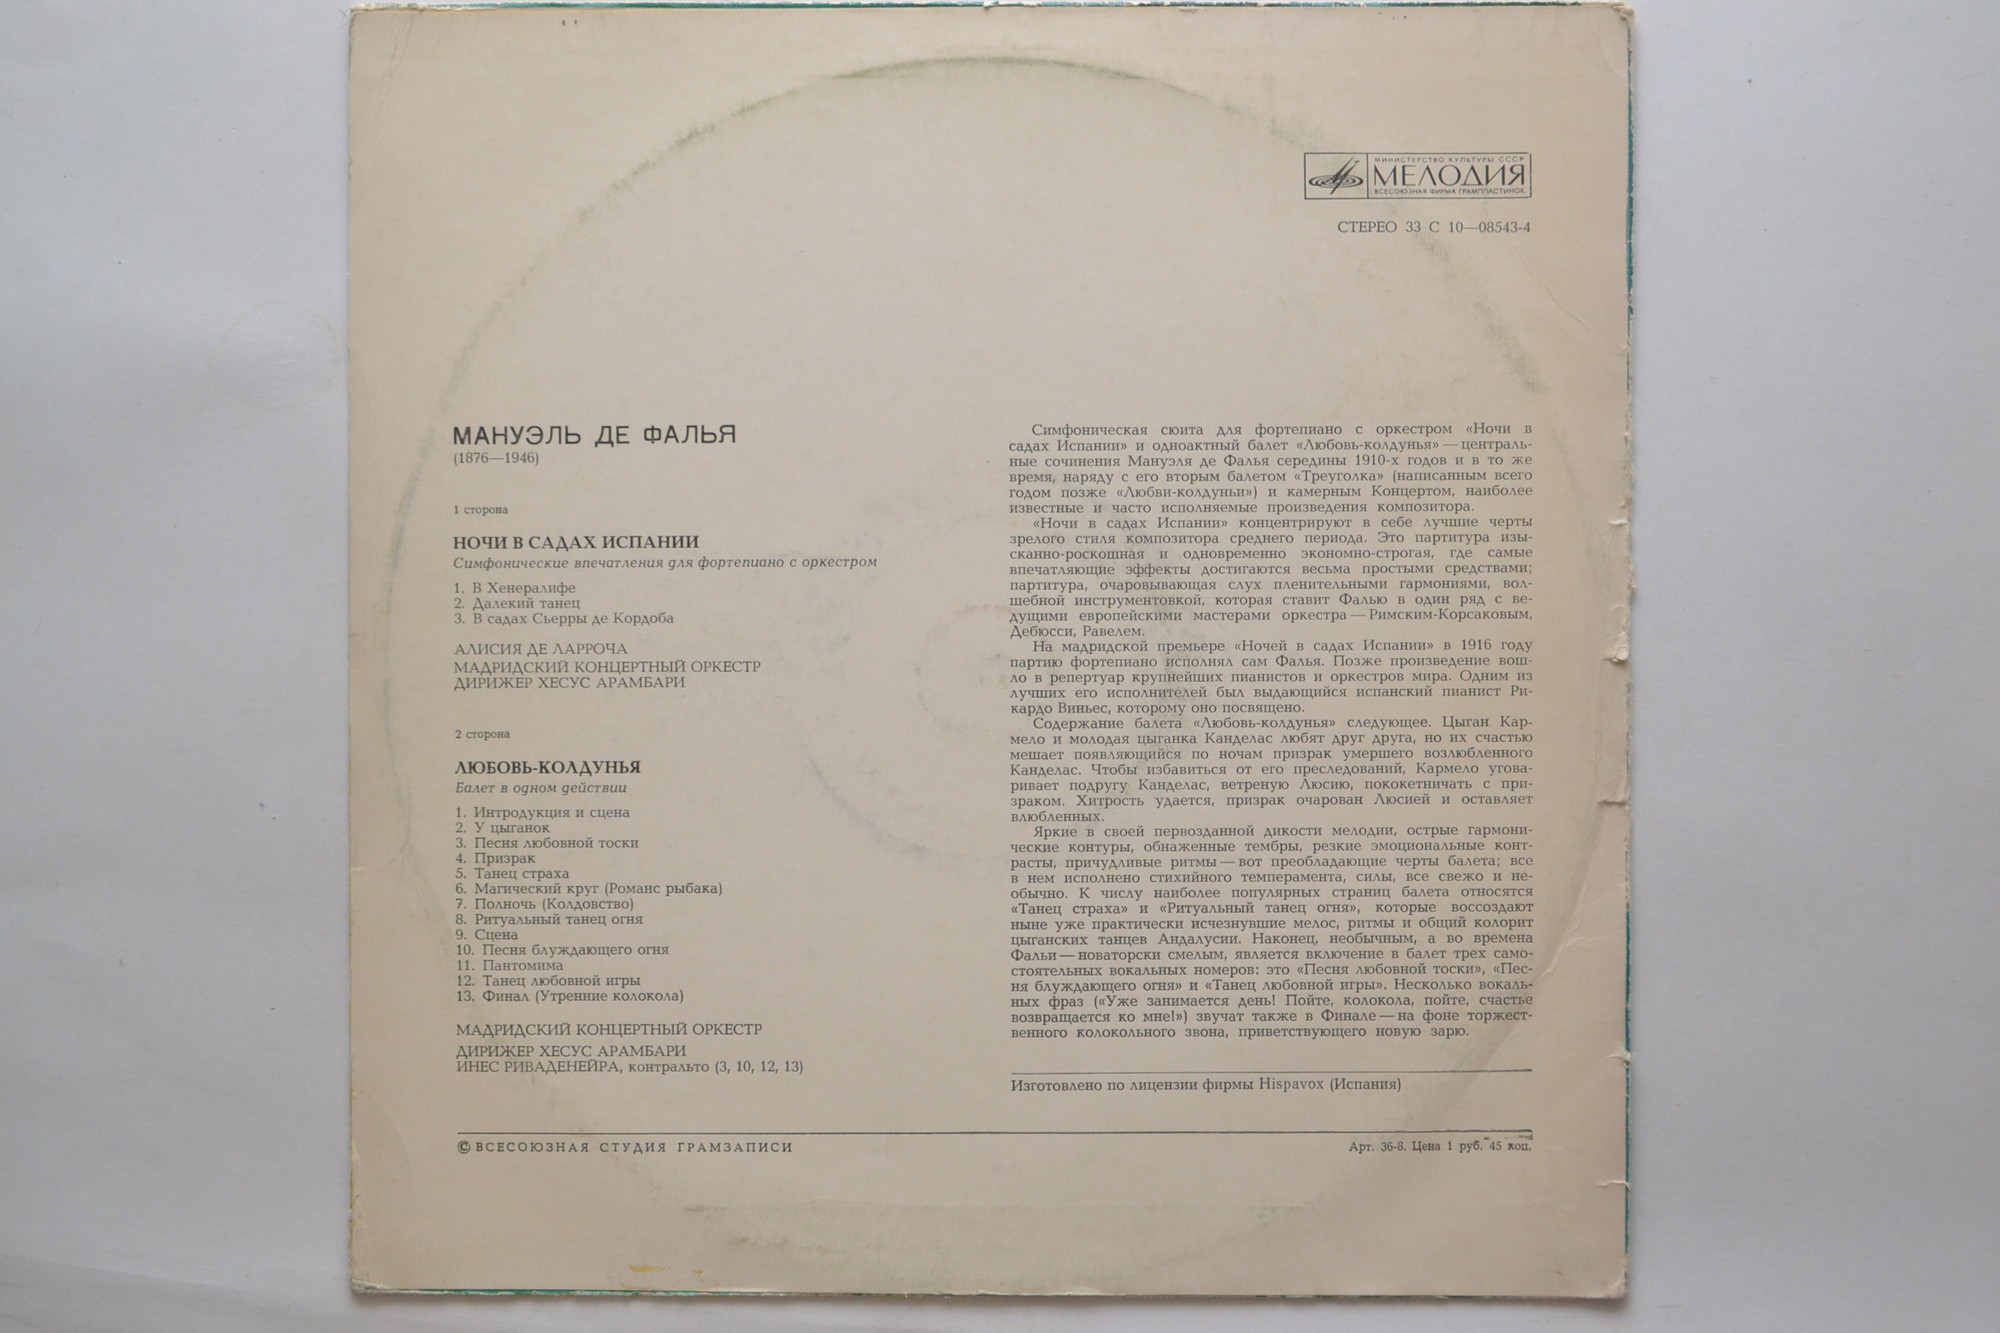 МИНИСТЕРСТВО КУЛЬТУРЫ СССР
МЕЛОДИЯ
ВСЕСОЮЗНАЯ ФИРМА ГРАМПЛАСТИНОК
СТЕРЕО 33 С 10—08543-4
МАНУЭЛЬ ДЕ ФАЛЬЯ
(1876—1946)
1 сторона
НОЧИ В САДАХ ИСПАНИИ
Симфонические впечатления для фортепиано с оркестром
1. В Хенералифе
2. Далекий танец
3. В садах Сьерры де Кордоба
АЛИСИЯ ДЕ ЛАРРОЧА
МАДРИДСКИЙ КОНЦЕРТНЫЙ ОРКЕСТР
ДИРИЖЕР ХЕСУС АРАМБАРИ
2 сторона
ЛЮБОВЬ-КОЛДУНЬЯ
Балет в одном действии
1. Интродукция и сцена
2. У цыганок
3. Песня любовной тоски
4. Призрак
5. Танец страха
6. Магический круг (Романс рыбака)
7. Полночь (Колдовство)
8. Ритуальный танец огня
9. Сцена
10. Песня блуждающего огня
11. Пантомима
12. Танец любовной игры
13. Финал (Утренние колокола)
МАДРИДСКИЙ КОНЦЕРТНЫЙ ОРКЕСТР
ДИРИЖЕР ХЕСУС АРАМБАРИ
ИНЕС РИВАДЕНЕЙРА, контральто (3, 10, 12, 13)
Симфоническая сюита для фортепиано с оркестром «Ночи в
садах Испании» и одноактный балет «Любовь-колдунья» — централь-
ные сочинения Мануэля де Фалья середины 1910-х годов и в то же
время, наряду с его вторым балетом «Треуголка» (написанным всего
годом позже «Любви-колдуньи») и камерным Концертом, наиболее
известные и часто исполняемые произведения композитора.
«Ночи в садах Испании» концентрируют в себе лучшие черты
зрелого стиля композитора среднего периода. Это партитура изы-
сканно-роскошная и одновременно экономно-строгая, где самые
впечатляющие эффекты достигаются весьма простыми средствами;
партитура, очаровывающая слух пленительными гармониями, вол-
шебной инструментовкой, которая ставит Фалью в один ряд с ве-
дущими европейскими мастерами оркестра — Римским-Корсаковым,
Дебюсси, Равелем.
На мадридской премьере «Ночей в садах Испании» в 1916 году
партию фортепиано исполнял сам Фалья. Позже произведение вош-
ло в репертуар крупнейших пианистов и оркестров мира. Одним из
лучших его исполнителей был выдающийся испанский пианист Ри-
кардо Виньес, которому оно посвящено.
Содержание балета «Любовь-колдунья» следующее. Цыган Кар-
мело и молодая цыганка Канделас любят друг друга, но их счастью
мешает появляющийся по ночам призрак умершего возлюбленного
Канделас. Чтобы избавиться от его преследований, Кармело угова-
ривает подругу Канделас, ветреную Люсию, пококетничать с при-
зраком. Хитрость удается, призрак очарован Люсией и оставляет
влюбленных.
Яркие в своей первозданной дикости мелодии, острые гармони-
ческие контуры, обнаженные тембры, резкие эмоциональные конт-
расты, причудливые ритмы — вот преобладающие черты балета; все
в нем исполнено стихийного темперамента, силы, все свежо и не-
обычно. К числу наиболее популярных страниц балета относятся
«Танец страха» и «Ритуальный танец огня», которые воссоздают
ныне уже практически исчезнувшие мелос, ритмы и общий колорит
цыганских танцев Андалусии. Наконец, необычным, а во времена
Фальи — новаторски смелым, является включение в балет трех само-
стоятельных вокальных номеров: это «Песня любовной тоски», «Пес-
ня блуждающего огня» и «Танец любовной игры». Несколько вокаль-
ных фраз («Уже занимается день! Пойте, колокола, пойте, счастье
возвращается ко мне!») звучат также в Финале — на фоне торжест-
венного колокольного звона, приветствующего новую зарю.
Изготовлено по лицензии фирмы Hispavox (Испания)
© ВСЕСОЮЗНАЯ СТУДИЯ ГРАМЗАПИСИ
Арт. 36-8. Цена 1 руб. 45 коп.